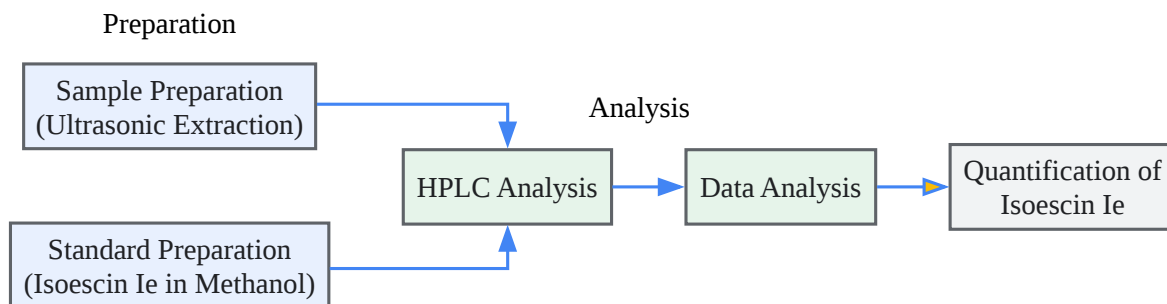 Preparation
Sample Preparation
(Ultrasonic Extraction)
Analysis
HPLC Analysis
Data Analysis
Quantification of
Isoescin Ie
Standard Preparation
(Isoescin Ie in Methanol)